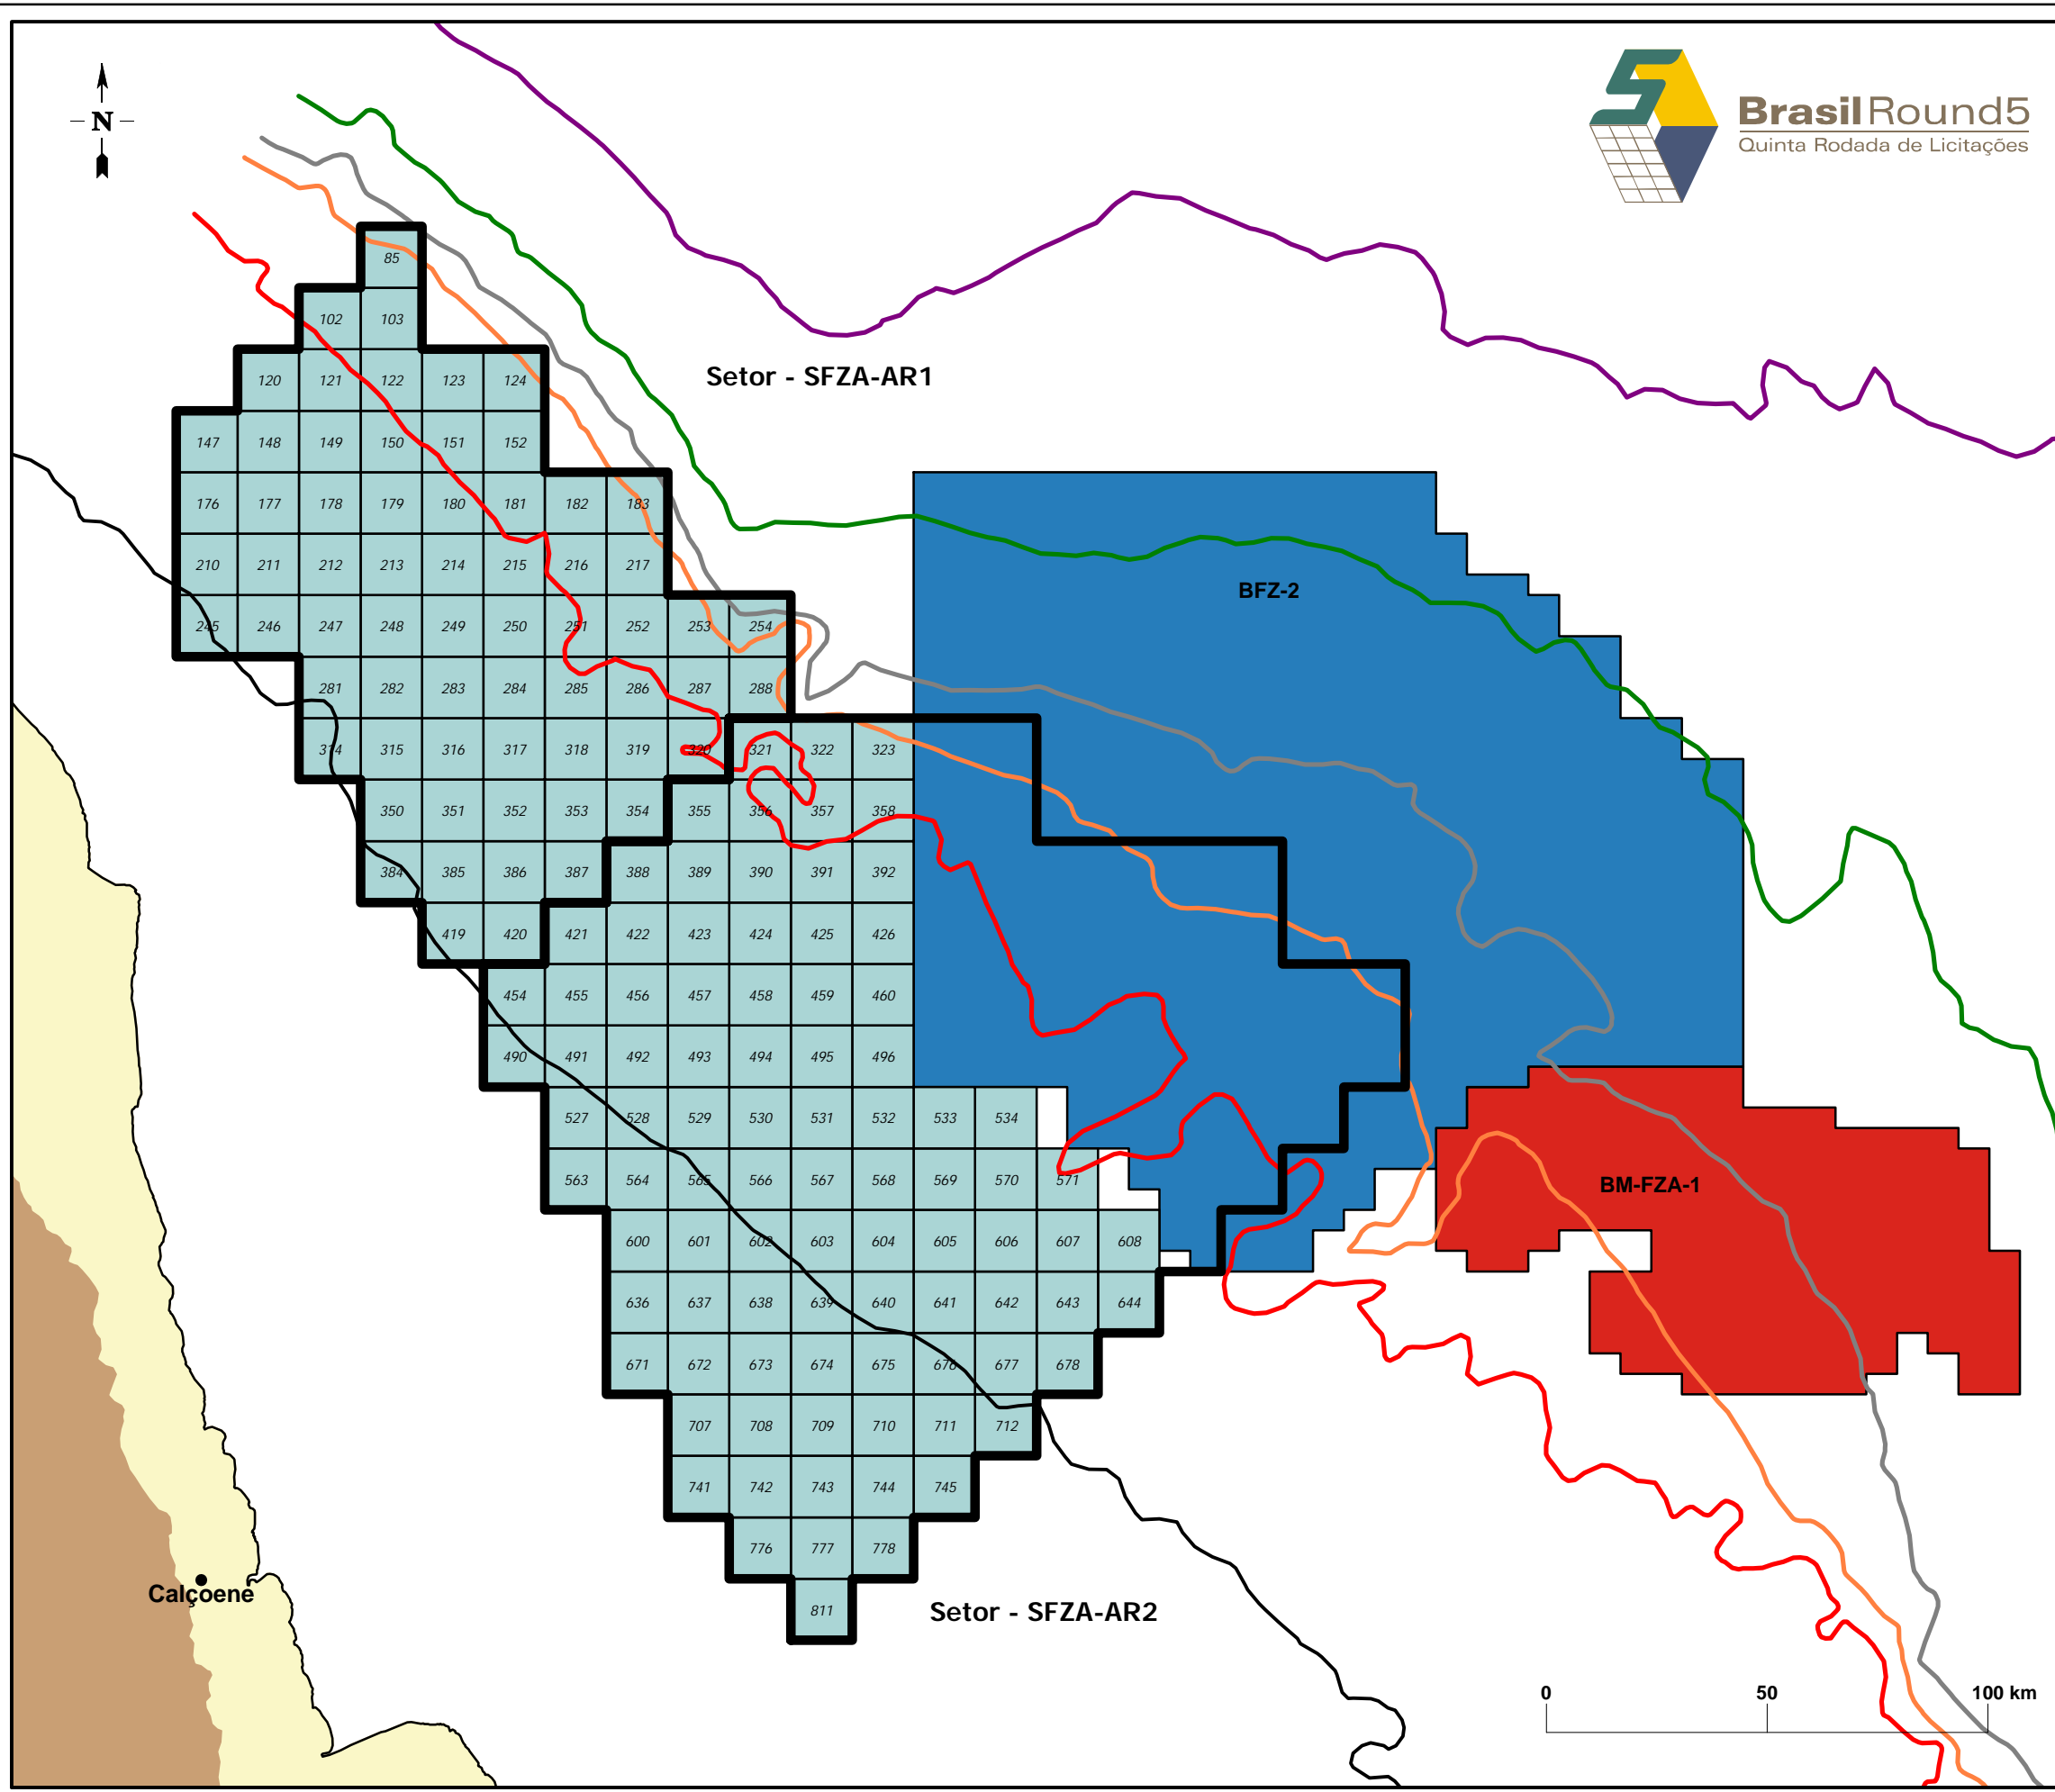 N
BrasilRound5
Quinta Rodada de Licitações
85
102 103
Setor - SFZA-AR1
120 121 122 123 124
147 148 149 150 151 152
176 177 178 179 180 181 182 183
210 211 212 213 214 215 216 217
BFZ-2
245 246 247 248 249 250 251 252 253 254
281 282 283 284 285 286 287 288
314 315 316 317 318 319 320 321 322 323
350 351 352 353 354 355 356 357 358
384 385 386 387 388 389 390 391 392
419 420 421 422 423 424 425 426
454 455 456 457 458 459 460
490 491 492 493 494 495 496
527 528 529 530 531 532 533 534
563 564 565 566 567 568 569 570 571
BM-FZA-1
600 601 602 603 604 605 606 607 608
636 637 638 639 640 641 642 643 644
671 672 673 674 675 676 677 678
707 708 709 710 711 712
741 742 743 744 745
776 777 778
Calçoene
811
Setor - SFZA-AR2
0 50 100 km